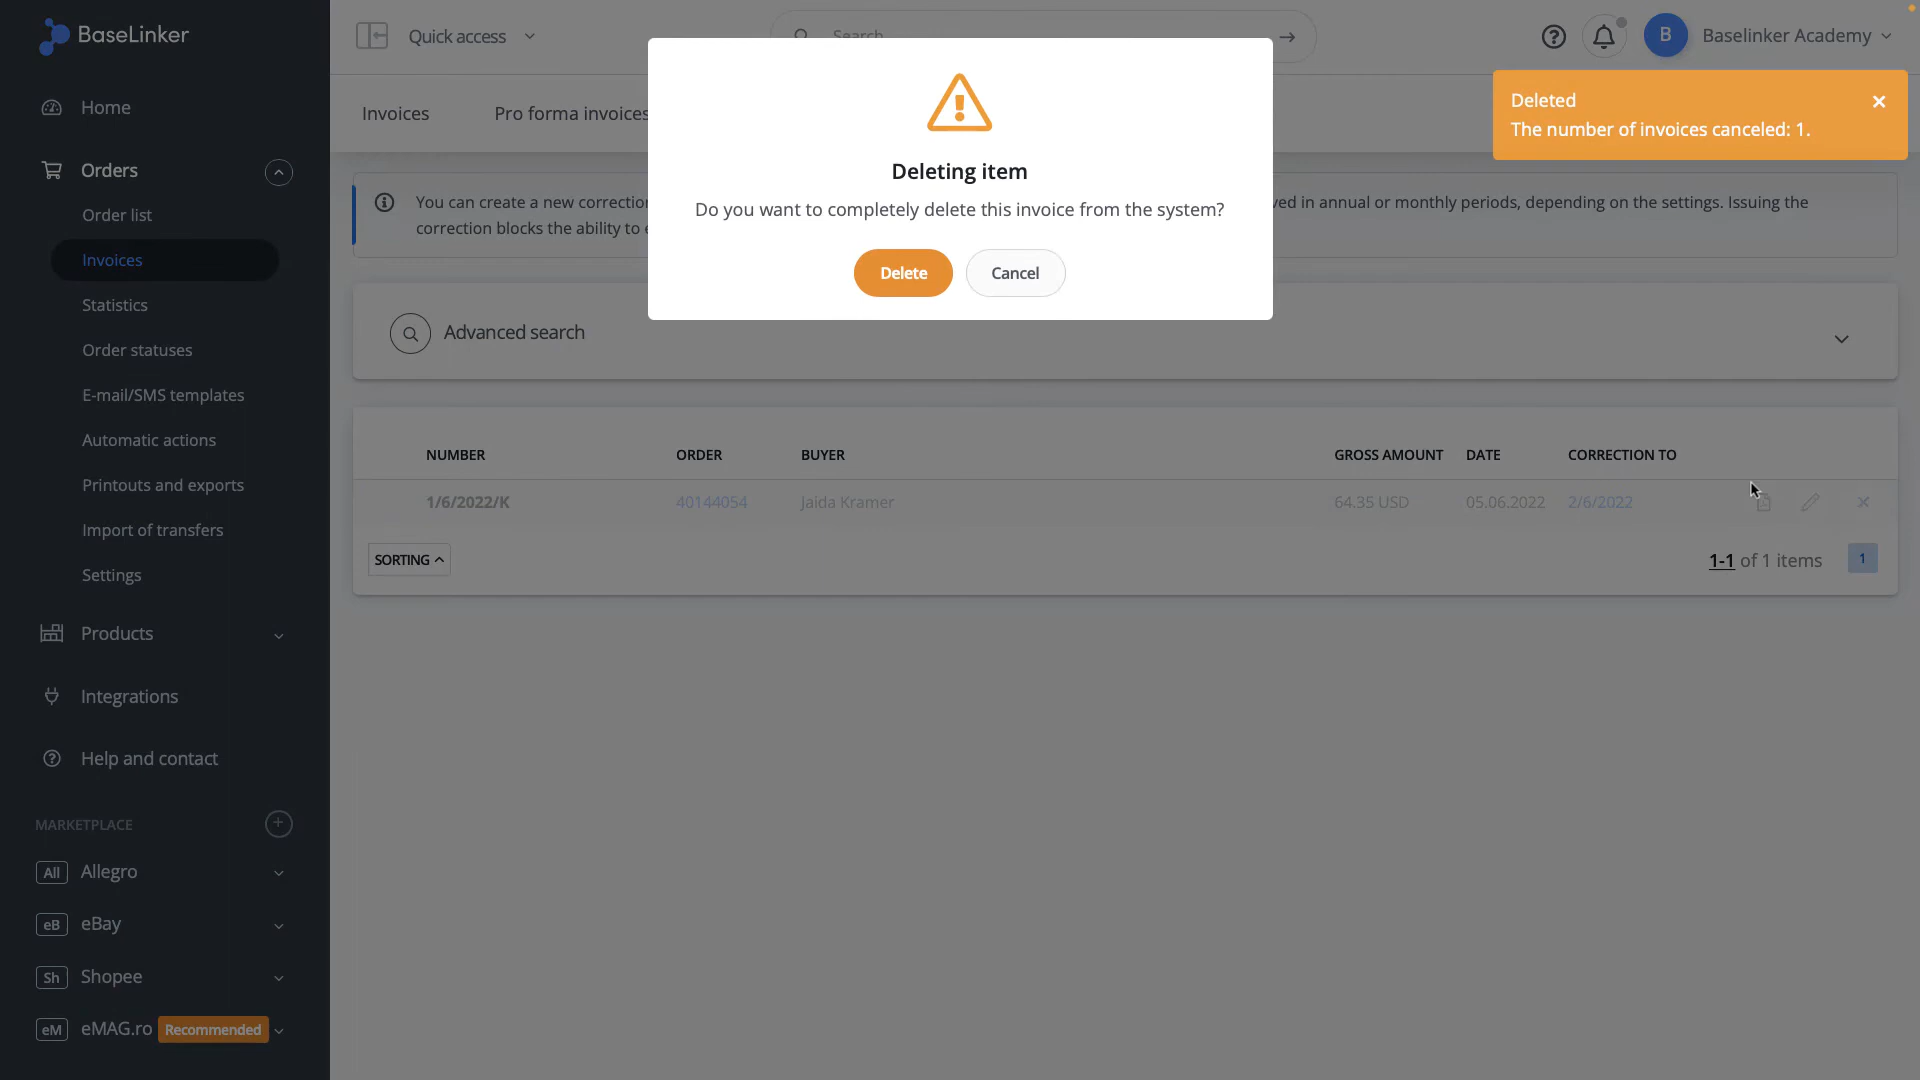 BaseLinker
Quick access
Search
B
Baselinker Academy
Home
Orders
Order list
Invoices
Statistics
Order statuses
E-mail/SMS templates
Automatic actions
Printouts and exports
Import of transfers
Settings
Products
Integrations
Help and contact
MARKETPLACE
All Allegro
eB eBay
Sh Shopee
eM eMAG.ro Recommended
Invoices
Pro forma invoices
Deleted
The number of invoices canceled: 1.
Deleting item
Do you want to completely delete this invoice from the system?
Delete
Cancel
You can create a new correction
in annual or monthly periods, depending on the settings. Issuing the
correction blocks the ability to
Advanced search
NUMBER ORDER BUYER GROSS AMOUNT DATE CORRECTION TO
1/6/2022/K 40144054 Jaida Kramer 64.35 USD 05.06.2022 2/6/2022
SORTING
1-1 of 1 items 1